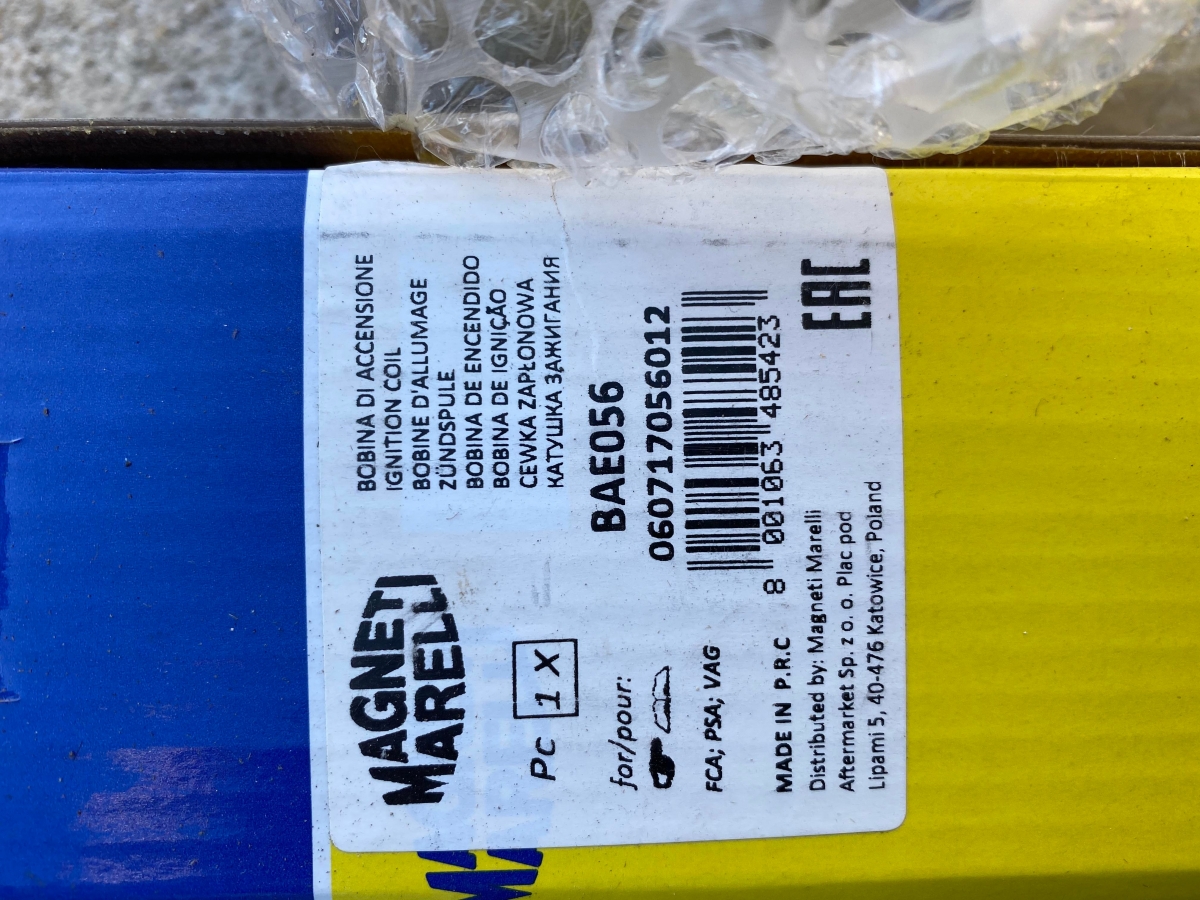 MAGNETI
MARELLI
BOBINA DI ACCENSIONE
IGNITION COIL
BOBINE D'ALLUMAGE
ZÜNDSPULE
BOBINA DE ENCENDIDO
BOBINA DE IGNIÇÃO
CEWKA ZAPŁONOWA
КАТУШКА ЗАЖИГАНИЯ
PC 1 X
BAE056
060717056012
for/pour:
FCA; PSA; VAG
8 001063 485423
MADE IN P.R.C
Distributed by: Magneti Marelli
Aftermarket Sp. z o. o. Plac pod
Lipami 5, 40-476 Katowice, Poland
EAC